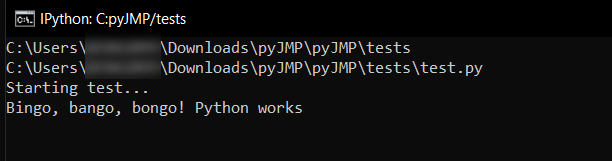 IPython: C:pyJMP/tests
C:\Users\ \Downloads\pyJMP\pyJMP\tests
C:\Users\ \Downloads\pyJMP\pyJMP\tests\test.py
Starting test...
Bingo, bango, bongo! Python works